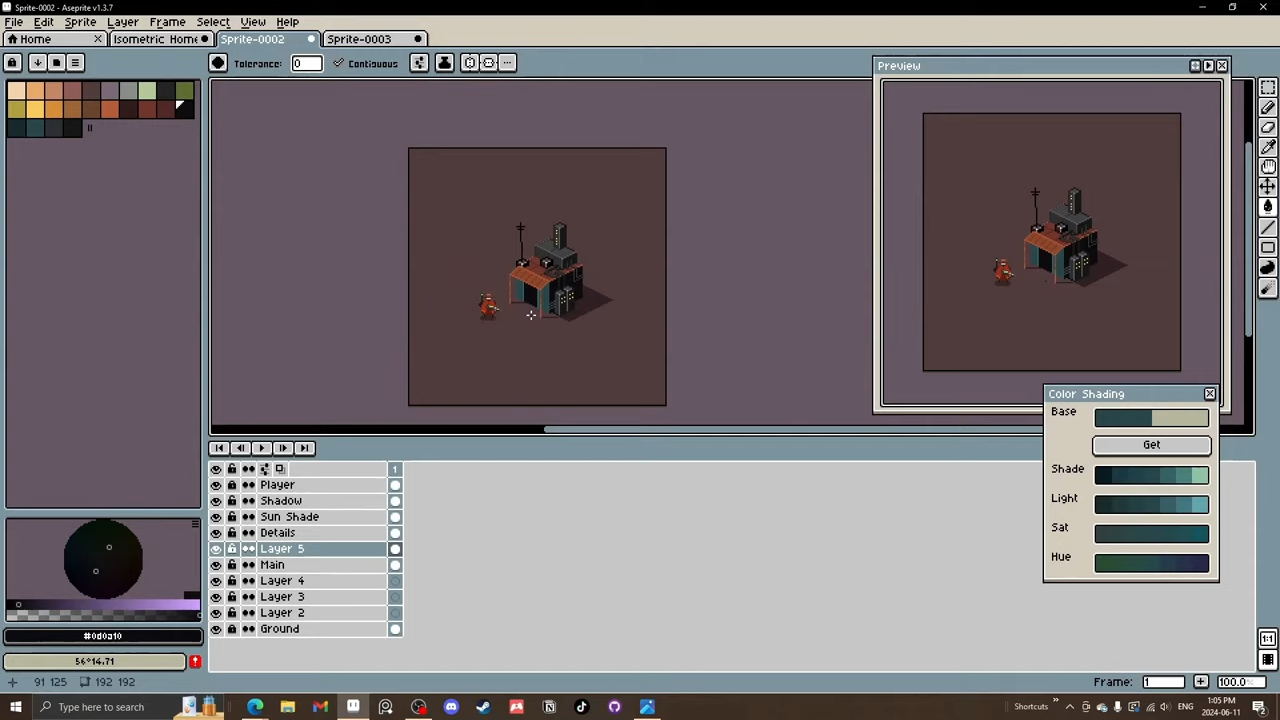 Sprite-0002 - Aseprite v1.3.7
File Edit Sprite Layer Frame Select View Help
Home Isometric Home Sprite-0002 Sprite-0003
Tolerance: 0 Contiguous
Preview
Color Shading
Base
Get
Shade
Light
Sat
Hue
1
Player
Shadow
Sun Shade
Details
Layer 5
Main
Layer 4
Layer 3
Layer 2
Ground
#0d0a10
56°14.71
91 125 192 192
Frame: 1 100.0%
1:1
Type here to search
Shortcuts
1:05 PM
2024-06-11